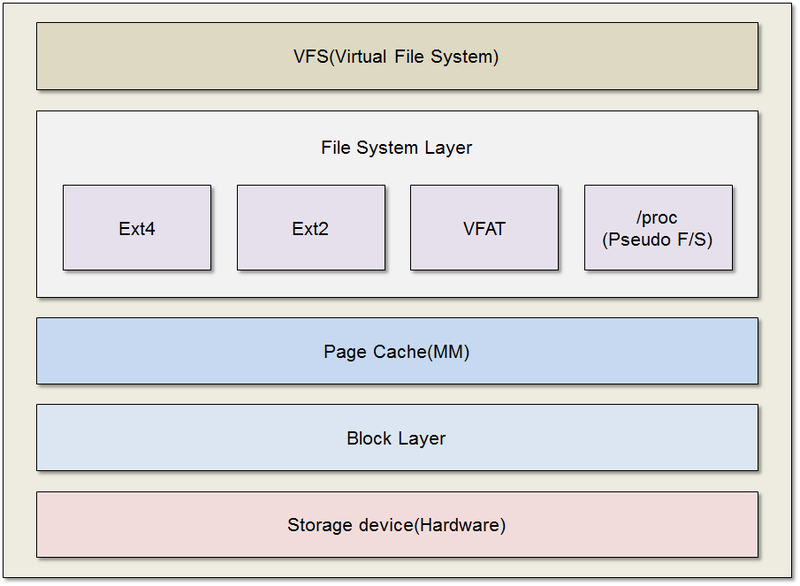 VFS(Virtual File System)
File System Layer
Ext4
Ext2
VFAT
/proc
(Pseudo F/S)
Page Cache(MM)
Block Layer
Storage device(Hardware)